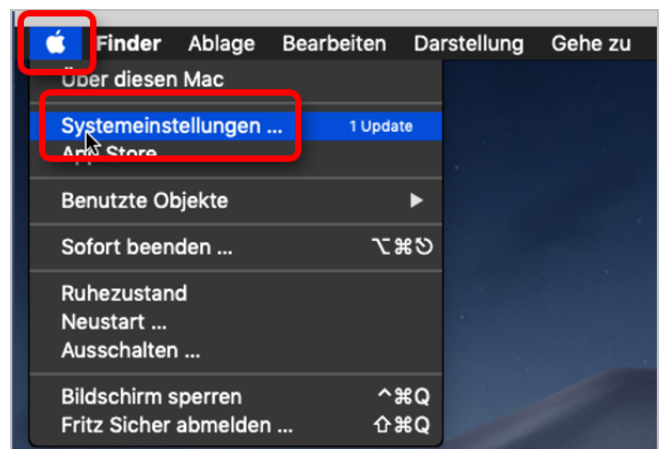 Finder Ablage Bearbeiten Darstellung Gehe zu
Über diesen Mac
Systemeinstellungen ... 1 Update
App Store
Benutzte Objekte ▶
Sofort beenden ... ⌥⌘⎋
Ruhezustand
Neustart ...
Ausschalten ...
Bildschirm sperren ^⌘Q
Fritz Sicher abmelden ... ⇧⌘Q